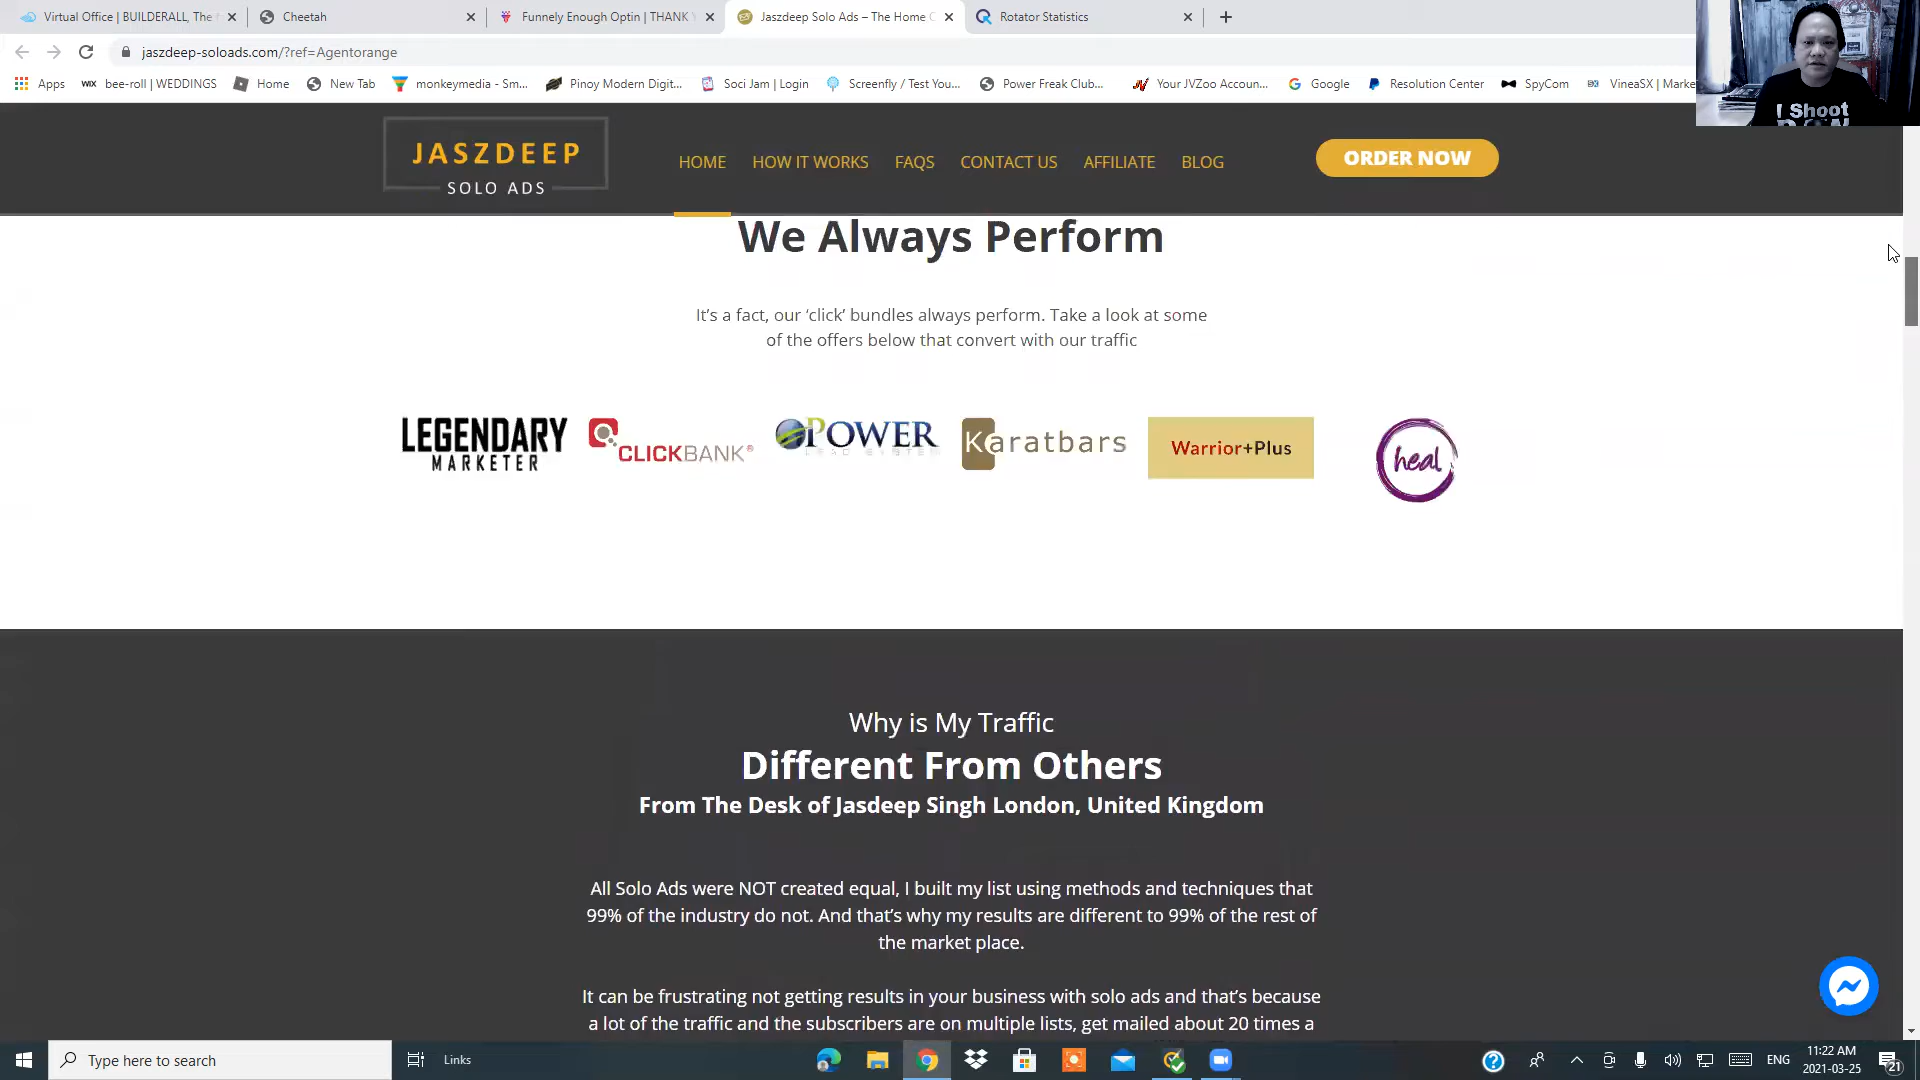 Virtual Office | BUILDERALL, The f
Cheetah
Funnely Enough Optin | THANK Y
Jaszdeep Solo Ads – The Home O
Rotator Statistics
jaszdeep-soloads.com/?ref=Agentorange
Apps
WIX bee-roll | WEDDINGS
Home
New Tab
monkeymedia - Sm...
Pinoy Modern Digit...
Soci Jam | Login
Screenfly / Test You...
Power Freak Club...
Your JVZoo Accoun...
Google
Resolution Center
SpyCom
VineaSX | Marke
I Shoot
JASZDEEP
SOLO ADS
HOME
HOW IT WORKS
FAQS
CONTACT US
AFFILIATE
BLOG
ORDER NOW
We Always Perform
It's a fact, our ‘click’ bundles always perform. Take a look at some
of the offers below that convert with our traffic
LEGENDARY
MARKETER
CLICKBANK®
POWER
LEAD SYSTEM
Karatbars
Warrior+Plus
heal
Why is My Traffic
Different From Others
From The Desk of Jasdeep Singh London, United Kingdom
All Solo Ads were NOT created equal, I built my list using methods and techniques that
99% of the industry do not. And that’s why my results are different to 99% of the rest of
the market place.
It can be frustrating not getting results in your business with solo ads and that’s because
a lot of the traffic and the subscribers are on multiple lists, get mailed about 20 times a
Type here to search
Links
ENG
11:22 AM
2021-03-25
21